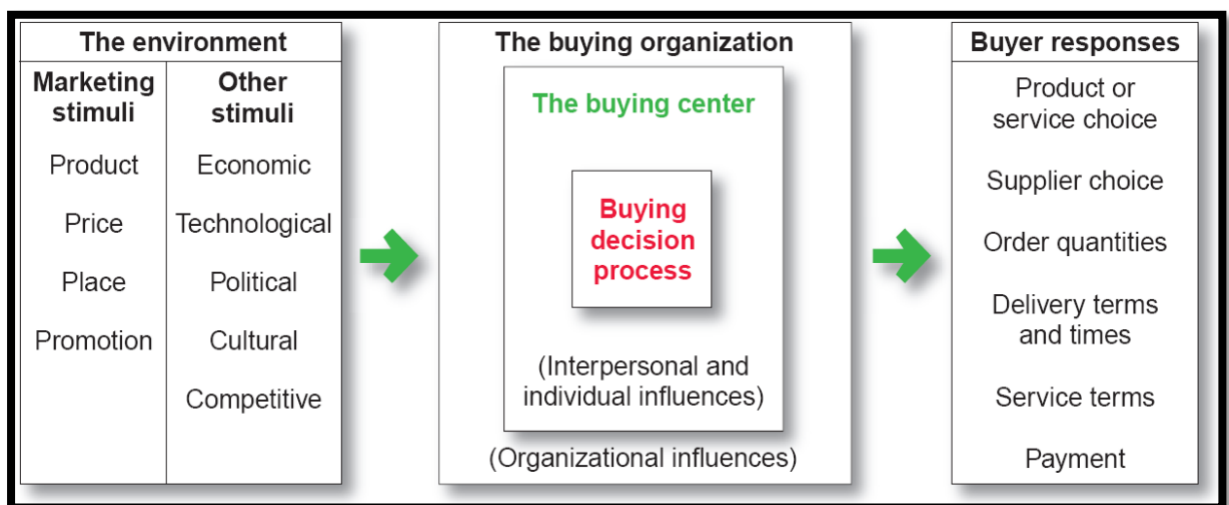 The environment
Marketing
stimuli
Product
Price
Place
Promotion
Other
stimuli
Economic
Technological
Political
Cultural
Competitive
The buying organization
The buying center
Buying
decision
process
(Interpersonal and
individual influences)
(Organizational influences)
Buyer responses
Product or
service choice
Supplier choice
Order quantities
Delivery terms
and times
Service terms
Payment